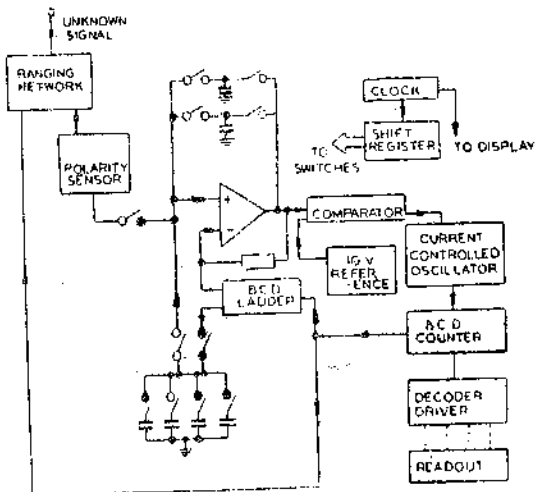 UNKNOWN
SIGNAL
RANGING
NETWORK
POLARITY
SENSOR
CLOCK
SHIFT
REGISTER
TO
SWITCHES
TO DISPLAY
+
−
COMPARATOR
CURRENT
CONTROLLED
OSCILLATOR
REFER
ENCE
B.C.D
LADDER
B.C.D
COUNTER
DECODER
DRIVER
READOUT